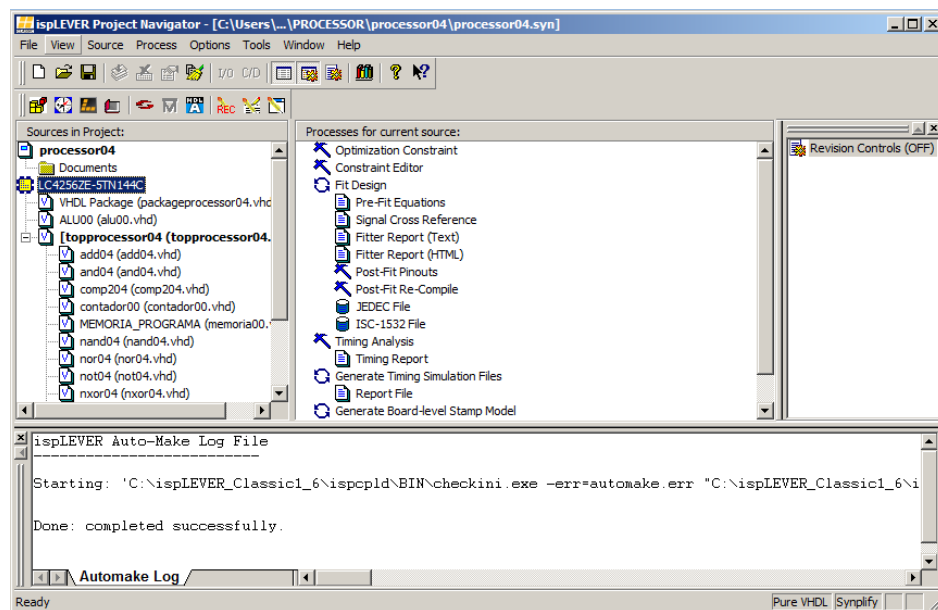 ispLEVER Project Navigator - [C:\Users\...\PROCESSOR\processor04\processor04.syn]
File View Source Process Options Tools Window Help
I/O C/D
HDL A REC
Sources in Project:
processor04
Documents
LC4256ZE-5TN144C
VHDL Package (packageprocessor04.vhd
ALU00 (alu00.vhd)
[topprocessor04 (topprocessor04.
add04 (add04.vhd)
and04 (and04.vhd)
comp204 (comp204.vhd)
contador00 (contador00.vhd)
MEMORIA_PROGRAMA (memoria00.
nand04 (nand04.vhd)
nor04 (nor04.vhd)
not04 (not04.vhd)
nxor04 (nxor04.vhd)
Processes for current source:
Optimization Constraint
Constraint Editor
Fit Design
Pre-Fit Equations
Signal Cross Reference
Fitter Report (Text)
Fitter Report (HTML)
Post-Fit Pinouts
Post-Fit Re-Compile
JEDEC File
ISC-1532 File
Timing Analysis
Timing Report
Generate Timing Simulation Files
Report File
Generate Board-level Stamp Model
Revision Controls (OFF)
ispLEVER Auto-Make Log File
---------------------------
Starting: 'C:\ispLEVER_Classic1_6\ispcpld\BIN\checkini.exe -err=automake.err "C:\ispLEVER_Classic1_6\i
Done: completed successfully.
Automake Log
Ready
Pure VHDL Synplify